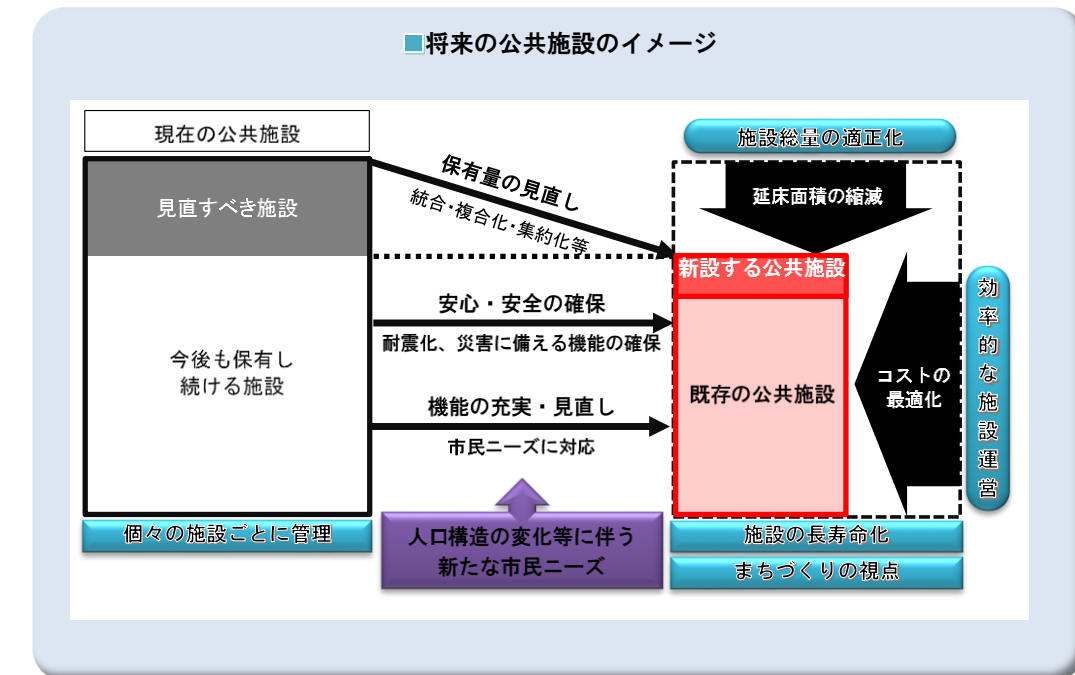 ■将来の公共施設のイメージ
現在の公共施設
見直すべき施設
今後も保有し
続ける施設
個々の施設ごとに管理
保有量の見直し
統合・複合化・集約化等
安心・安全の確保
耐震化、災害に備える機能の確保
機能の充実・見直し
市民ニーズに対応
人口構造の変化等に伴う
新たな市民ニーズ
施設総量の適正化
延床面積の縮減
新設する公共施設
既存の公共施設
コストの
最適化
効率的な施設運営
施設の長寿命化
まちづくりの視点